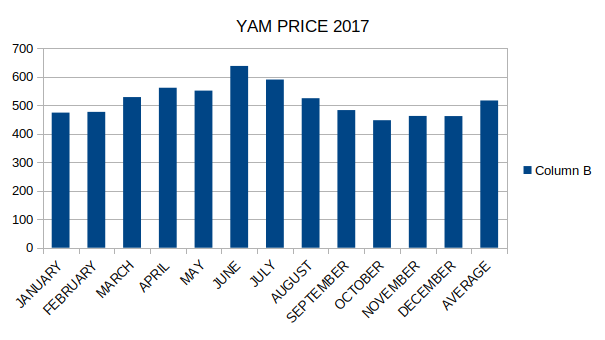 YAM PRICE 2017
700
600
500
400
300
200
100
0
JANUARY
FEBRUARY
MARCH
APRIL
MAY
JUNE
JULY
AUGUST
SEPTEMBER
OCTOBER
NOVEMBER
DECEMBER
AVERAGE
Column B